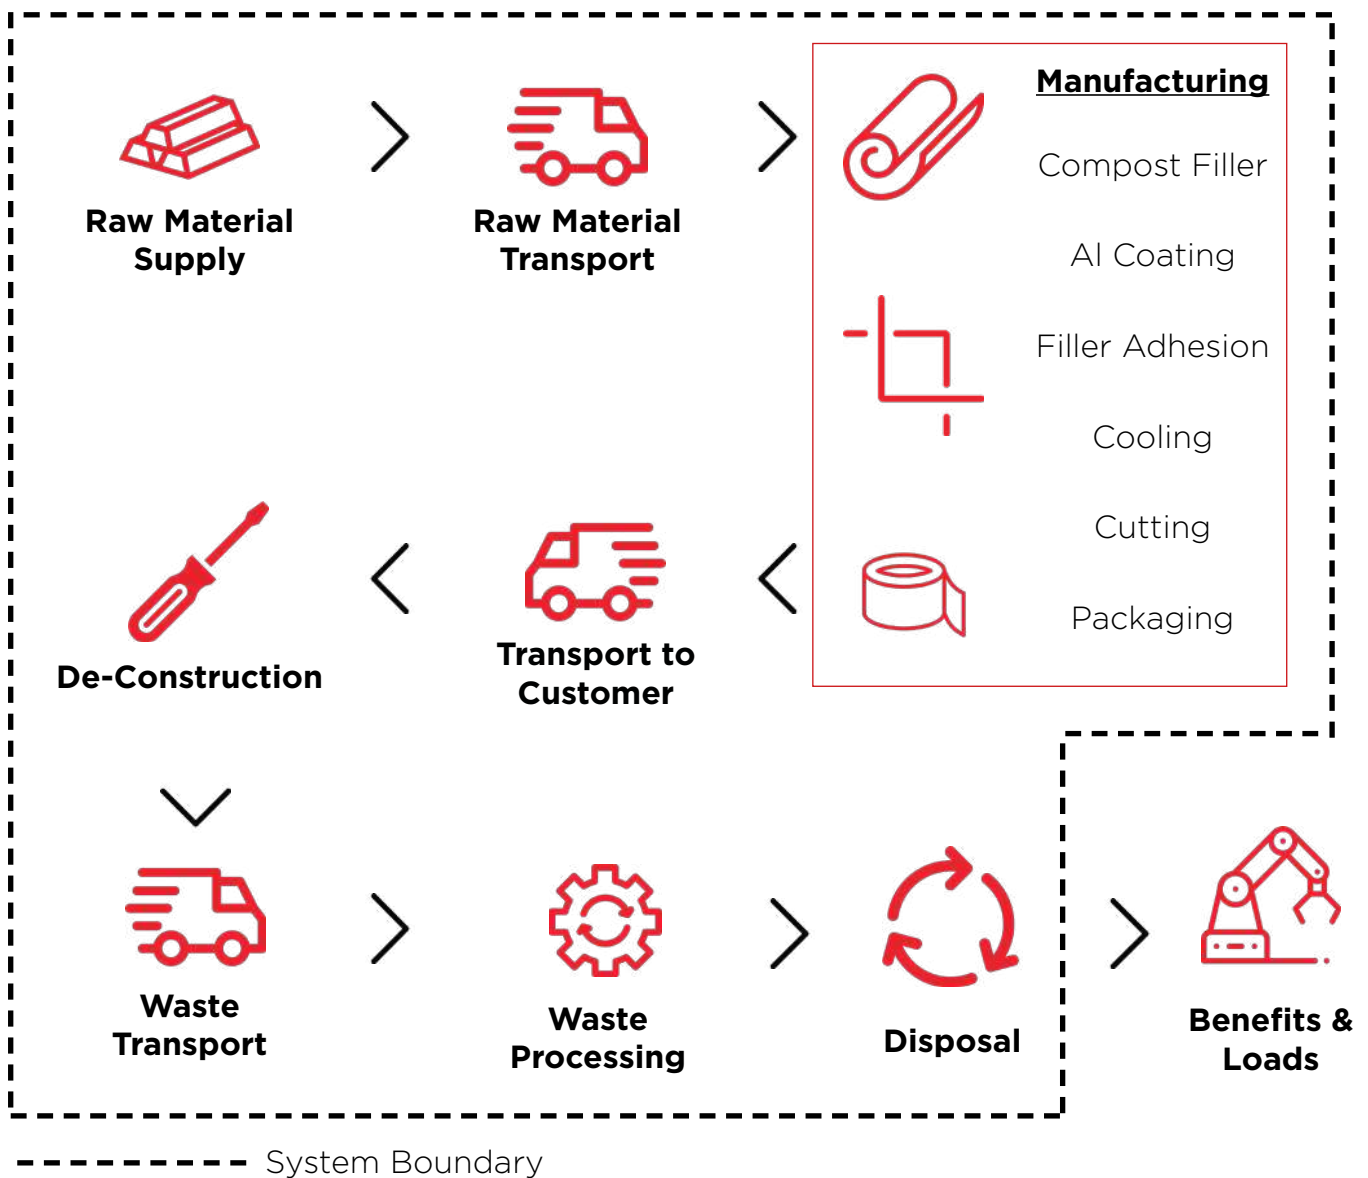 Manufacturing
Compost Filler
Al Coating
Filler Adhesion
Cooling
Cutting
Packaging
Raw Material
Supply
Raw Material
Transport
De-Construction
Transport to
Customer
Waste
Transport
Waste
Processing
Disposal
Benefits &
Loads
System Boundary